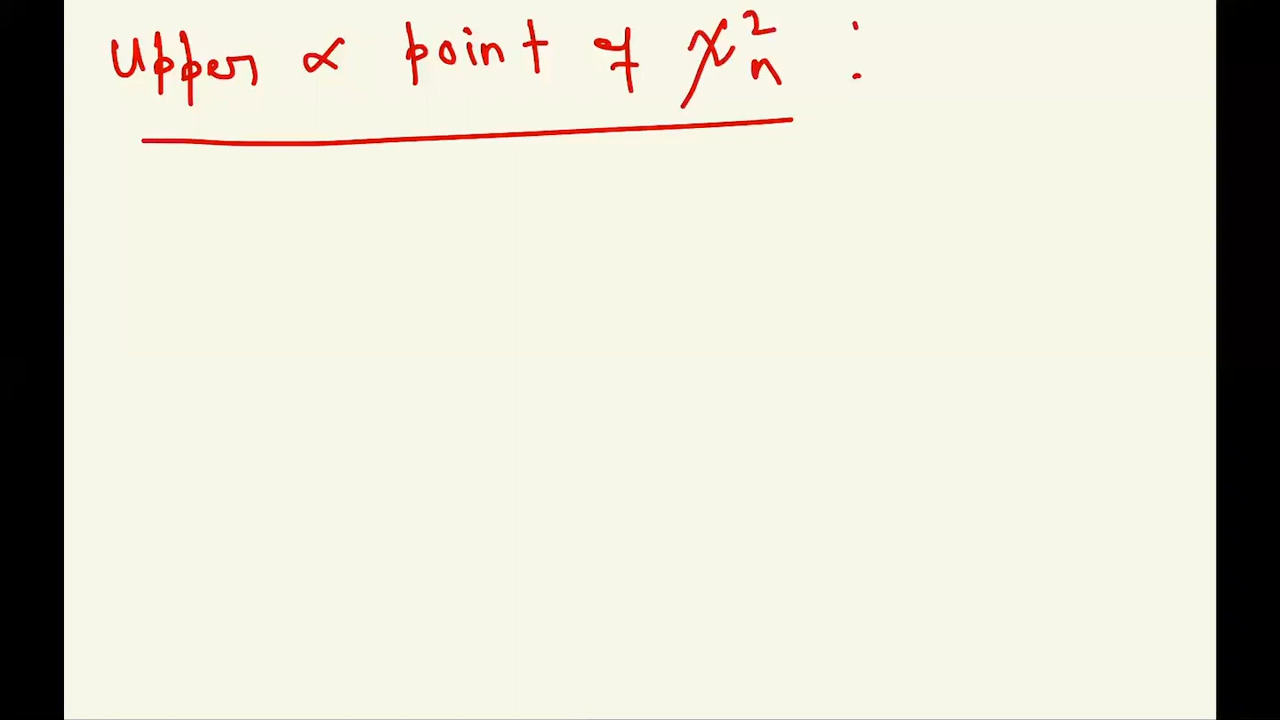 Upper α point of χ²ₙ :